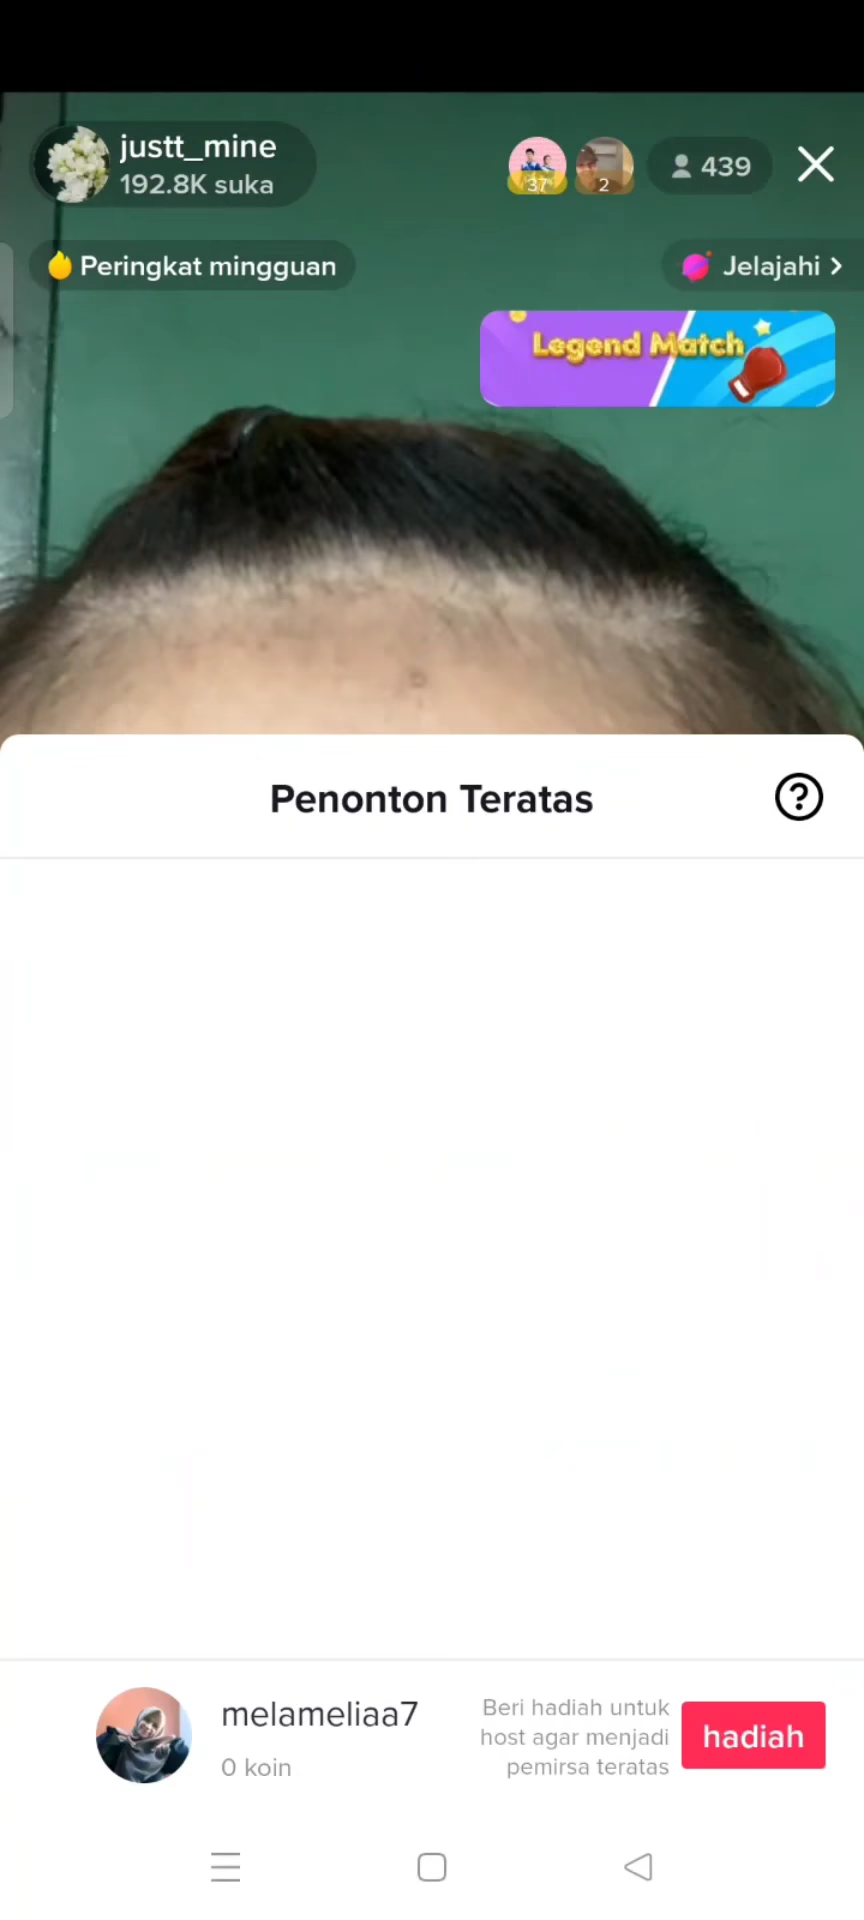 justt_mine
192.8K suka
37
2
439
Peringkat mingguan
Jelajahi
Legend Match
Penonton Teratas
melameliaa7
0 koin
Beri hadiah untuk
host agar menjadi
pemirsa teratas
hadiah